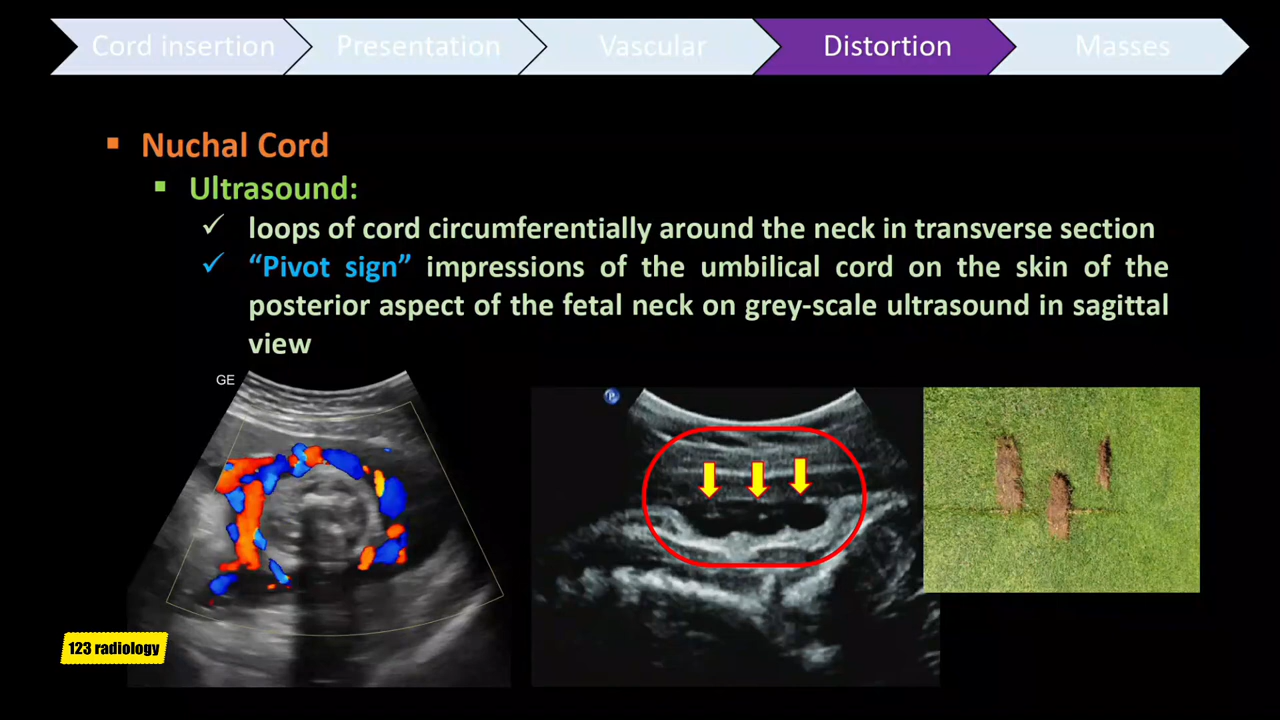 Cord insertion
Presentation
Vascular
Distortion
Masses
Nuchal Cord
Ultrasound:
loops of cord circumferentially around the neck in transverse section
“Pivot sign” impressions of the umbilical cord on the skin of the
posterior aspect of the fetal neck on grey-scale ultrasound in sagittal
view
GE
P
123 radiology